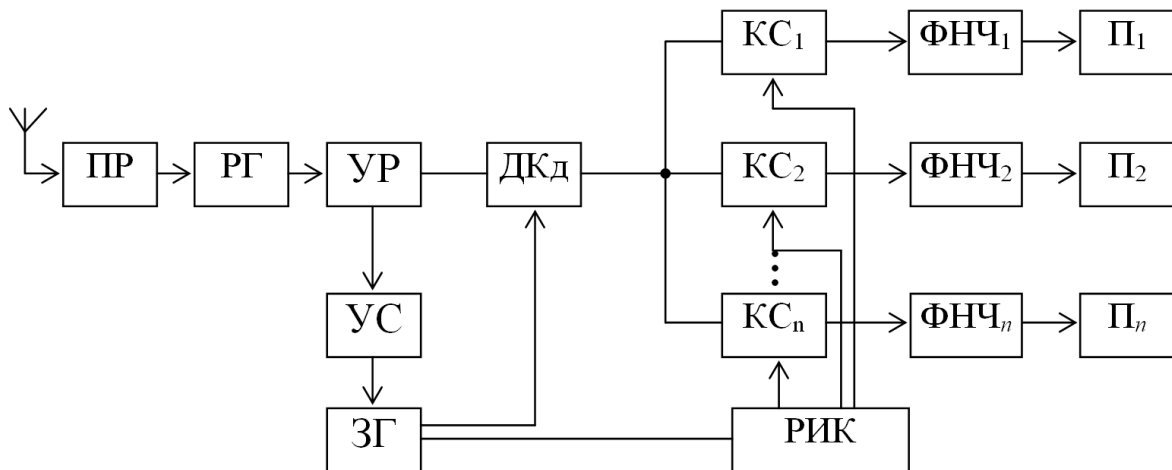 КС₁ ФНЧ₁ П₁
ПР РГ УР ДКд КС₂ ФНЧ₂ П₂
УС КСₙ ФНЧₙ Пₙ
ЗГ РИК